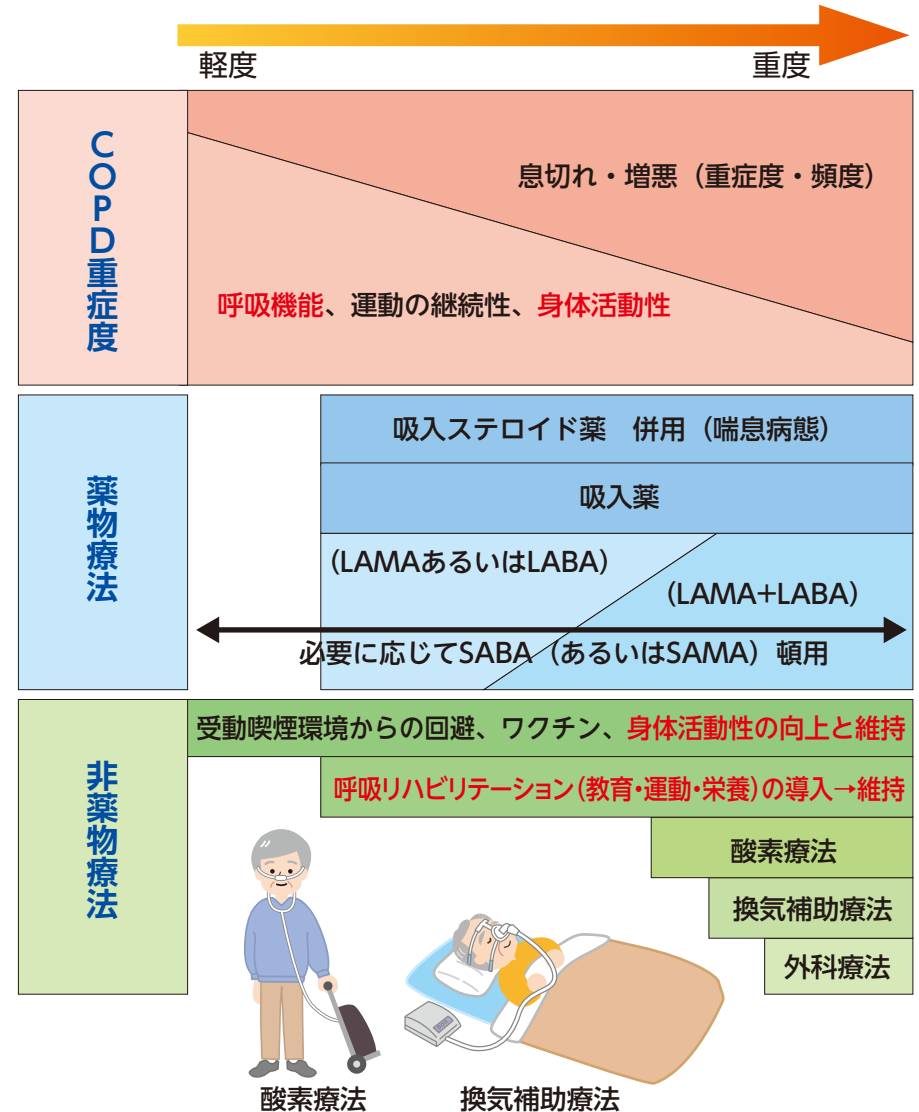 軽度
重度
COPD重症度
息切れ・増悪（重症度・頻度）
呼吸機能、運動の継続性、身体活動性
薬物療法
吸入ステロイド薬　併用（喘息病態）
吸入薬
(LAMAあるいはLABA)
(LAMA+LABA)
必要に応じてSABA（あるいはSAMA）頓用
非薬物療法
受動喫煙環境からの回避、ワクチン、身体活動性の向上と維持
呼吸リハビリテーション（教育・運動・栄養）の導入→維持
酸素療法
換気補助療法
外科療法
酸素療法
換気補助療法